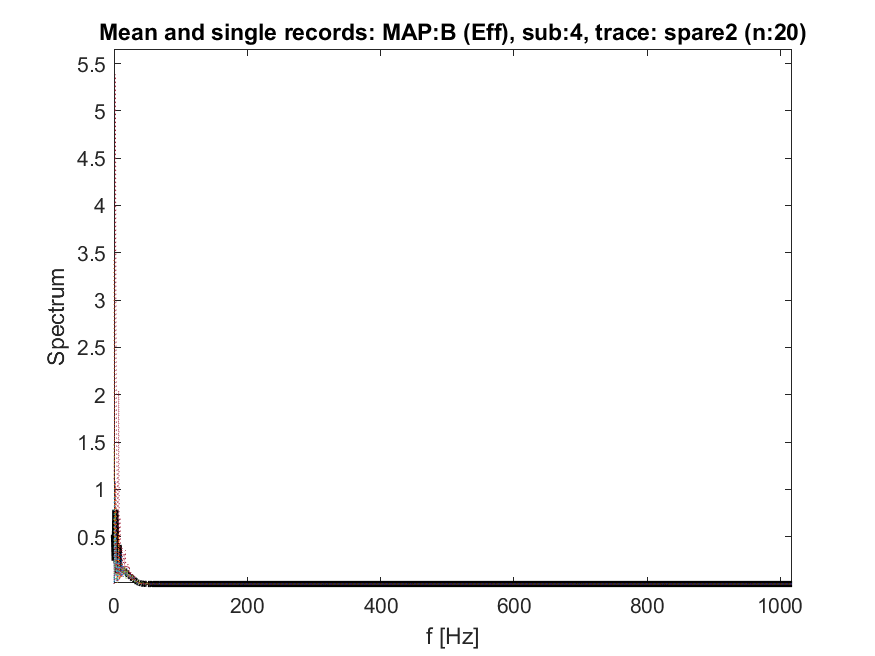 Mean and single records: MAP:B (Eff), sub:4, trace: spare2 (n:20)
5.5
5
4.5
4
3.5
3
2.5
2
1.5
1
0.5
Spectrum
0 200 400 600 800 1000
f [Hz]